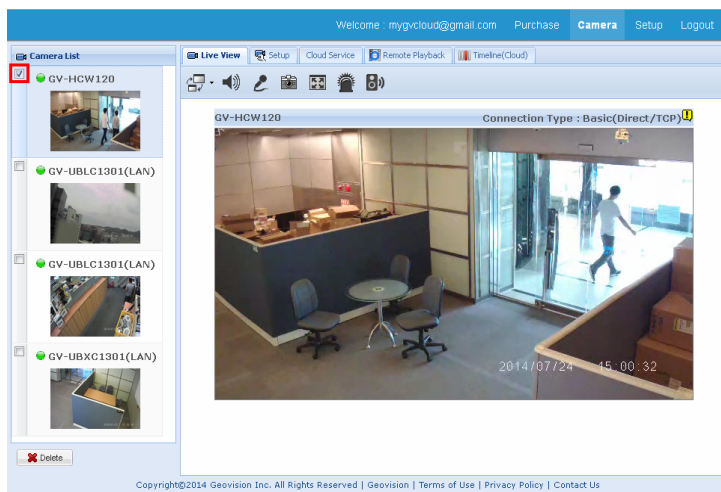 Welcome : mygvcloud@gmail.com Purchase Camera Setup Logout
Camera List
GV-HCW120
GV-UBLC1301(LAN)
GV-UBLC1301(LAN)
GV-UBXC1301(LAN)
Delete
Live View Setup Cloud Service Remote Playback Timeline(Cloud)
GV-HCW120 Connection Type : Basic(Direct/TCP)
2014/07/24 15:00:32
Copyright©2014 Geovision Inc. All Rights Reserved | Geovision | Terms of Use | Privacy Policy | Contact Us